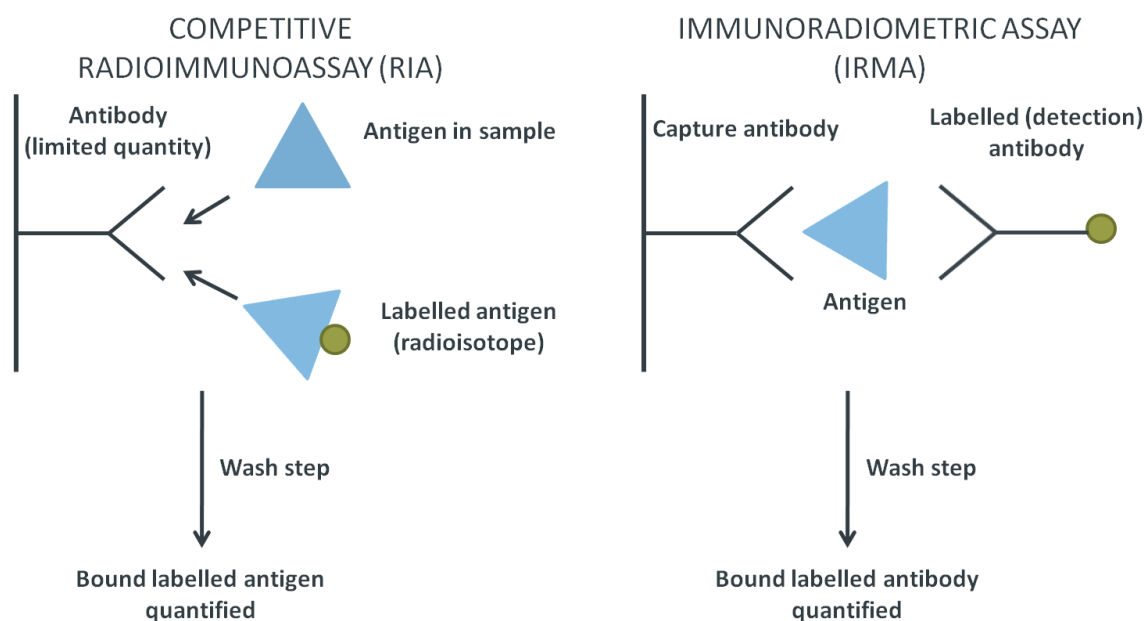 COMPETITIVE
RADIOIMMUNOASSAY (RIA)
Antibody
(limited quantity)
Antigen in sample
Labelled antigen
(radioisotope)
Wash step
Bound labelled antigen
quantified
IMMUNORADIOMETRIC ASSAY
(IRMA)
Capture antibody
Labelled (detection)
antibody
Antigen
Wash step
Bound labelled antibody
quantified